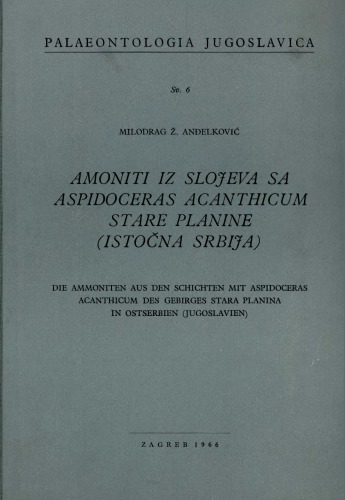 PALAEONTOLOGIA JUGOSLAVICA
Sv. 6
MILODRAG Ž. ANĐELKOVIĆ
AMONITI IZ SLOJEVA SA
ASPIDOCERAS ACANTHICUM
STARE PLANINE
(ISTOČNA SRBIJA)
DIE AMMONITEN AUS DEN SCHICHTEN MIT ASPIDOCERAS
ACANTHICUM DES GEBIRGES STARA PLANINA
IN OSTSERBIEN (JUGOSLAVIEN)
ZAGREB 1966